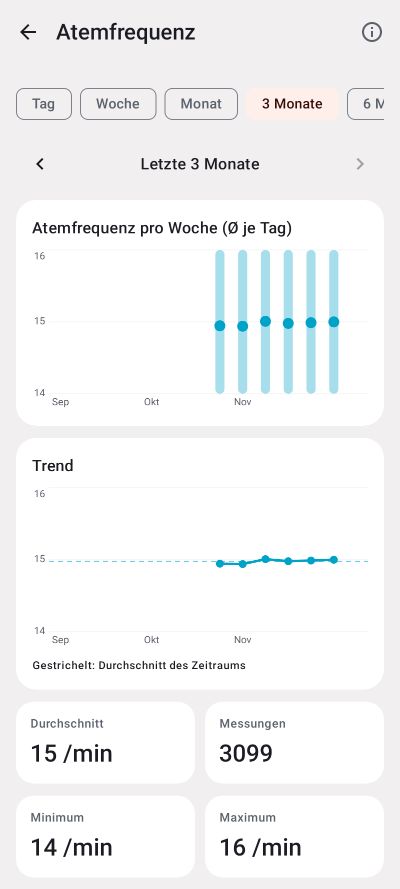 Atemfrequenz
Tag Woche Monat 3 Monate 6 M
Letzte 3 Monate
Atemfrequenz pro Woche (Ø je Tag)
16
15
14
Sep Okt Nov
Trend
16
15
14
Sep Okt Nov
Gestrichelt: Durchschnitt des Zeitraums
Durchschnitt
15 /min
Messungen
3099
Minimum
14 /min
Maximum
16 /min